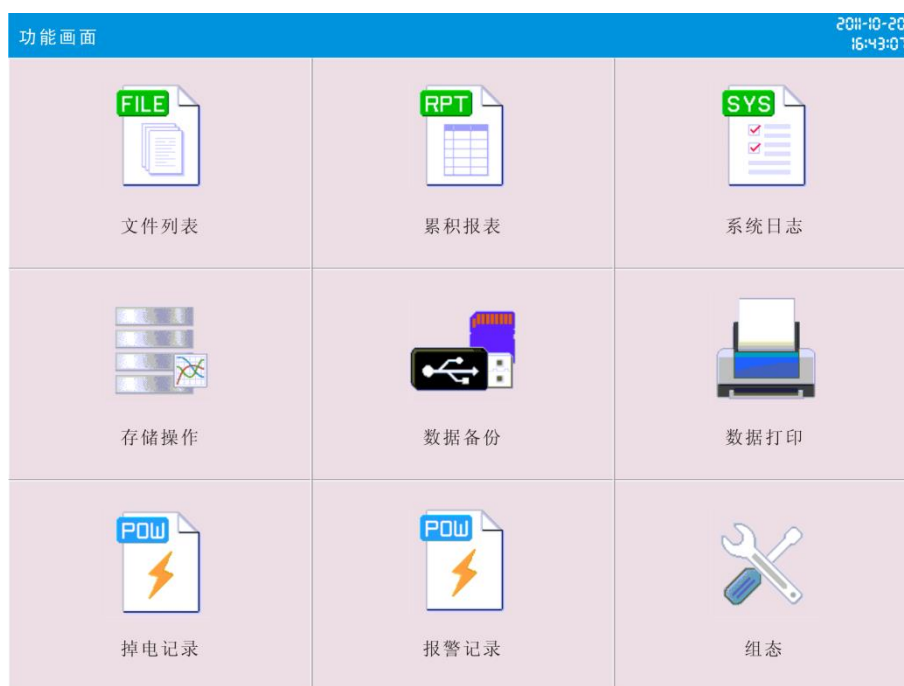 功能画面
2011-10-20
16:43:07
FILE
RPT
SYS
文件列表
累积报表
系统日志
存储操作
数据备份
数据打印
POW
POW
掉电记录
报警记录
组态